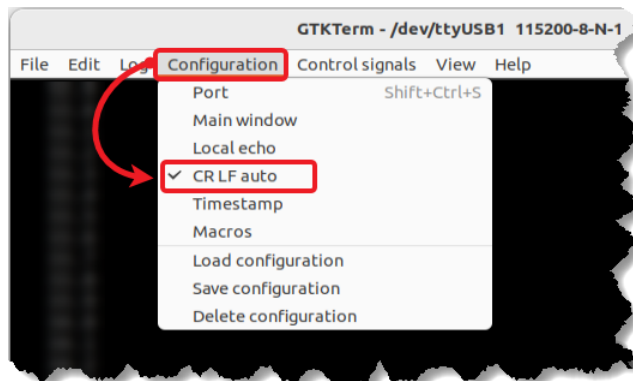 GTKTerm - /dev/ttyUSB1 115200-8-N-1
File Edit Log Configuration Control signals View Help
Port Shift+Ctrl+S
Main window
Local echo
CR LF auto
Timestamp
Macros
Load configuration
Save configuration
Delete configuration